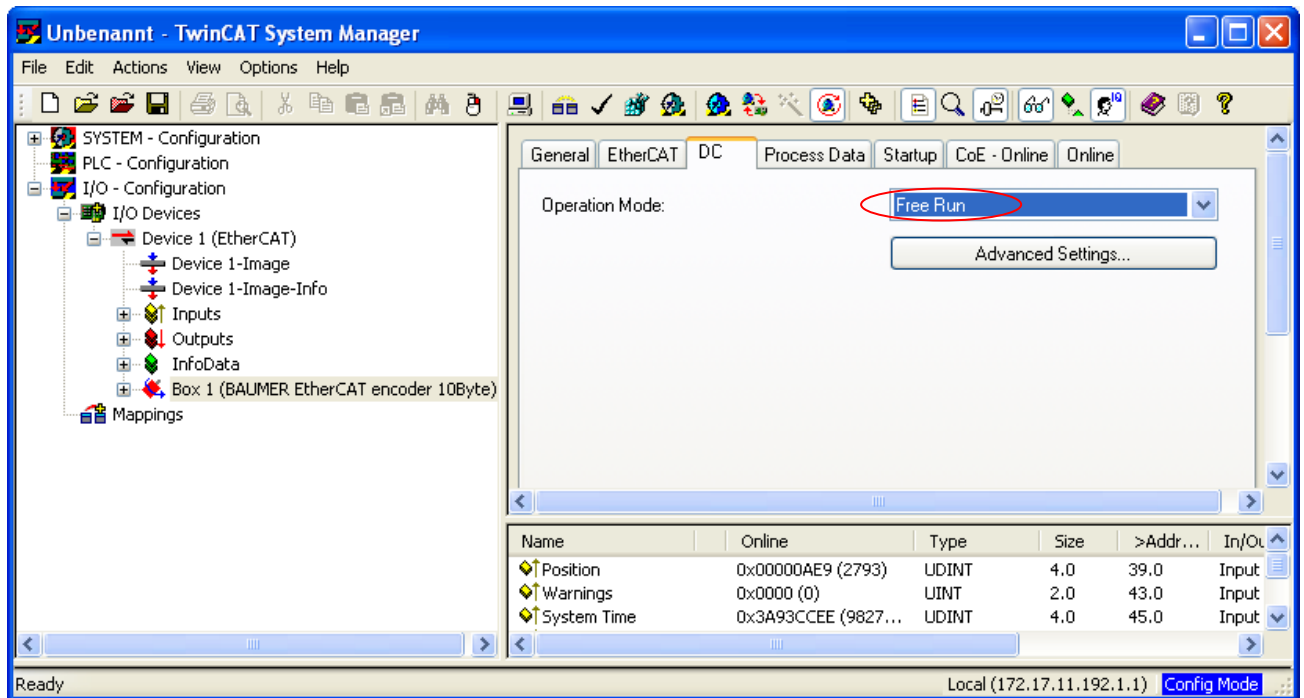 Unbenannt - TwinCAT System Manager
File Edit Actions View Options Help
SYSTEM - Configuration
PLC - Configuration
I/O - Configuration
I/O Devices
Device 1 (EtherCAT)
Device 1-Image
Device 1-Image-Info
Inputs
Outputs
InfoData
Box 1 (BAUMER EtherCAT encoder 10Byte)
Mappings
General EtherCAT DC Process Data Startup CoE - Online Online
Operation Mode: Free Run
Advanced Settings...
Name Online Type Size >Addr... In/Ou
Position 0x00000AE9 (2793) UDINT 4.0 39.0 Input
Warnings 0x0000 (0) UINT 2.0 43.0 Input
System Time 0x3A93CCEE (9827... UDINT 4.0 45.0 Input
Ready Local (172.17.11.192.1.1) Config Mode